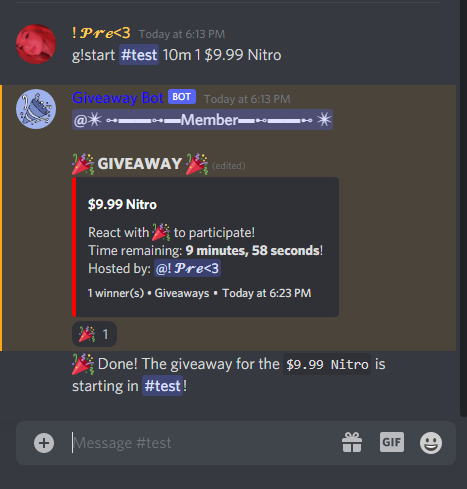 ! 𝓟𝓻𝓮<3 Today at 6:13 PM
g!start #test 10m 1 $9.99 Nitro
Giveaway Bot BOT Today at 6:13 PM
@✴ ⊷▬▬⊷▬Member▬⊷▬▬⊷ ✴
🎉 GIVEAWAY 🎉 (edited)
$9.99 Nitro
React with 🎉 to participate!
Time remaining: 9 minutes, 58 seconds!
Hosted by: @! 𝓟𝓻𝓮<3
1 winner(s) • Giveaways • Today at 6:23 PM
🎉 1
🎉 Done! The giveaway for the $9.99 Nitro is
starting in #test!
Message #test
GIF